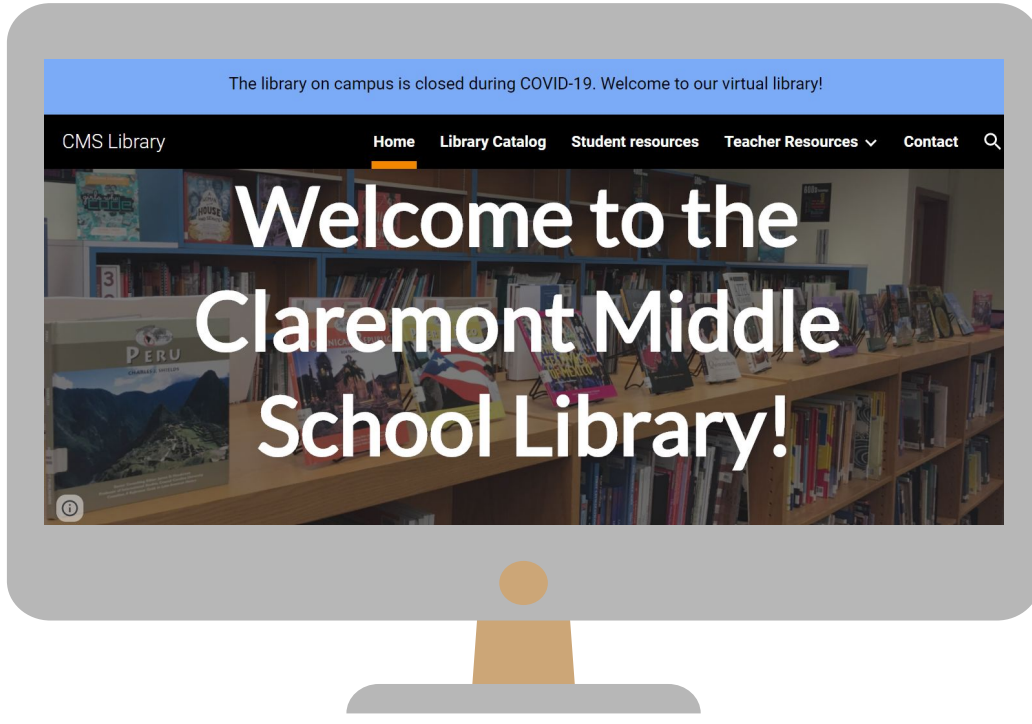 The library on campus is closed during COVID-19. Welcome to our virtual library!
CMS Library
Home
Library Catalog
Student resources
Teacher Resources
Contact
Welcome to the
Claremont Middle
School Library!
PERU